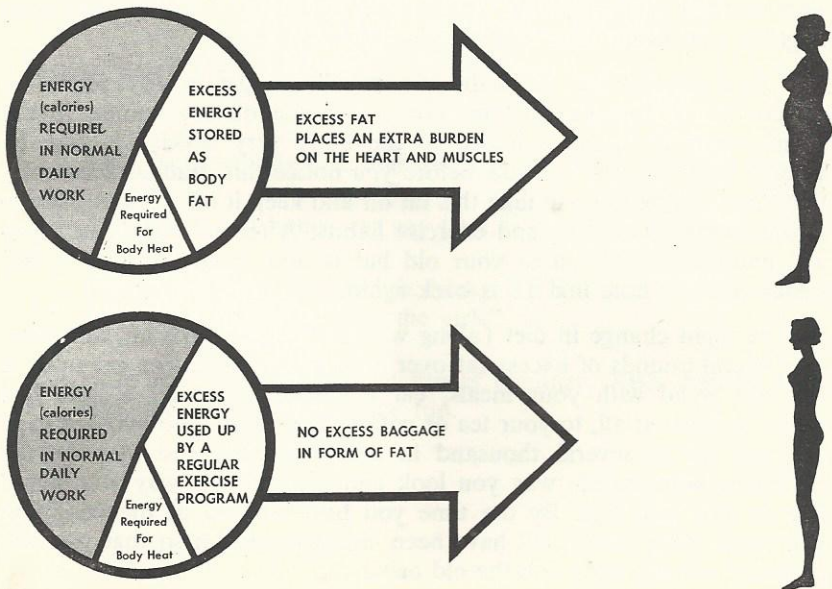 ENERGY
(calories)
REQUIRED
IN NORMAL
DAILY
WORK
EXCESS
ENERGY
STORED
AS
BODY
FAT
Energy
Required
For
Body Heat
EXCESS FAT
PLACES AN EXTRA BURDEN
ON THE HEART AND MUSCLES
ENERGY
(calories)
REQUIRED
IN NORMAL
DAILY
WORK
EXCESS
ENERGY
USED UP
BY A
REGULAR
EXERCISE
PROGRAM
Energy
Required
For
Body Heat
NO EXCESS BAGGAGE
IN FORM OF FAT